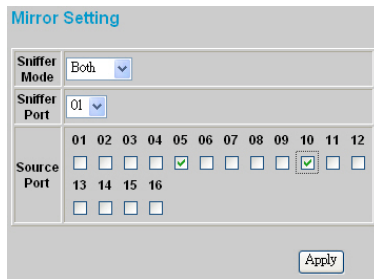 Mirror Setting
Sniffer Mode
Both
Sniffer Port
01
Source Port
01 02 03 04 05 06 07 08 09 10 11 12
13 14 15 16
Apply